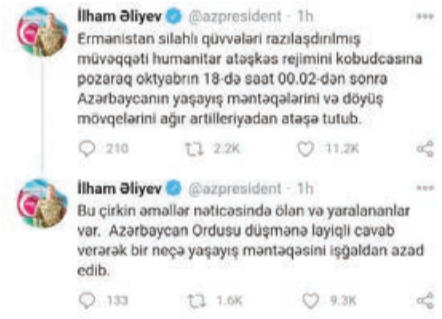 İlham Əliyev @azpresident · 1h
Ermənistan silahlı qüvvələri razılaşdırılmış
müvəqqəti humanitar atəşkəs rejimini kobudcasına
pozaraq oktyabrın 18-də saat 00.02-dən sonra
Azərbaycanın yaşayış məntəqələrini və döyüş
mövqelərini ağır artilleriyadan atəşə tutub.
210 2.2K 11.2K
İlham Əliyev @azpresident · 1h
Bu çirkin əməllər nəticəsində ölən və yaralananlar
var. Azərbaycan Ordusu düşmənə layiqli cavab
verərək bir neçə yaşayış məntəqəsini işğaldan azad
edib.
133 1.6K 9.3K